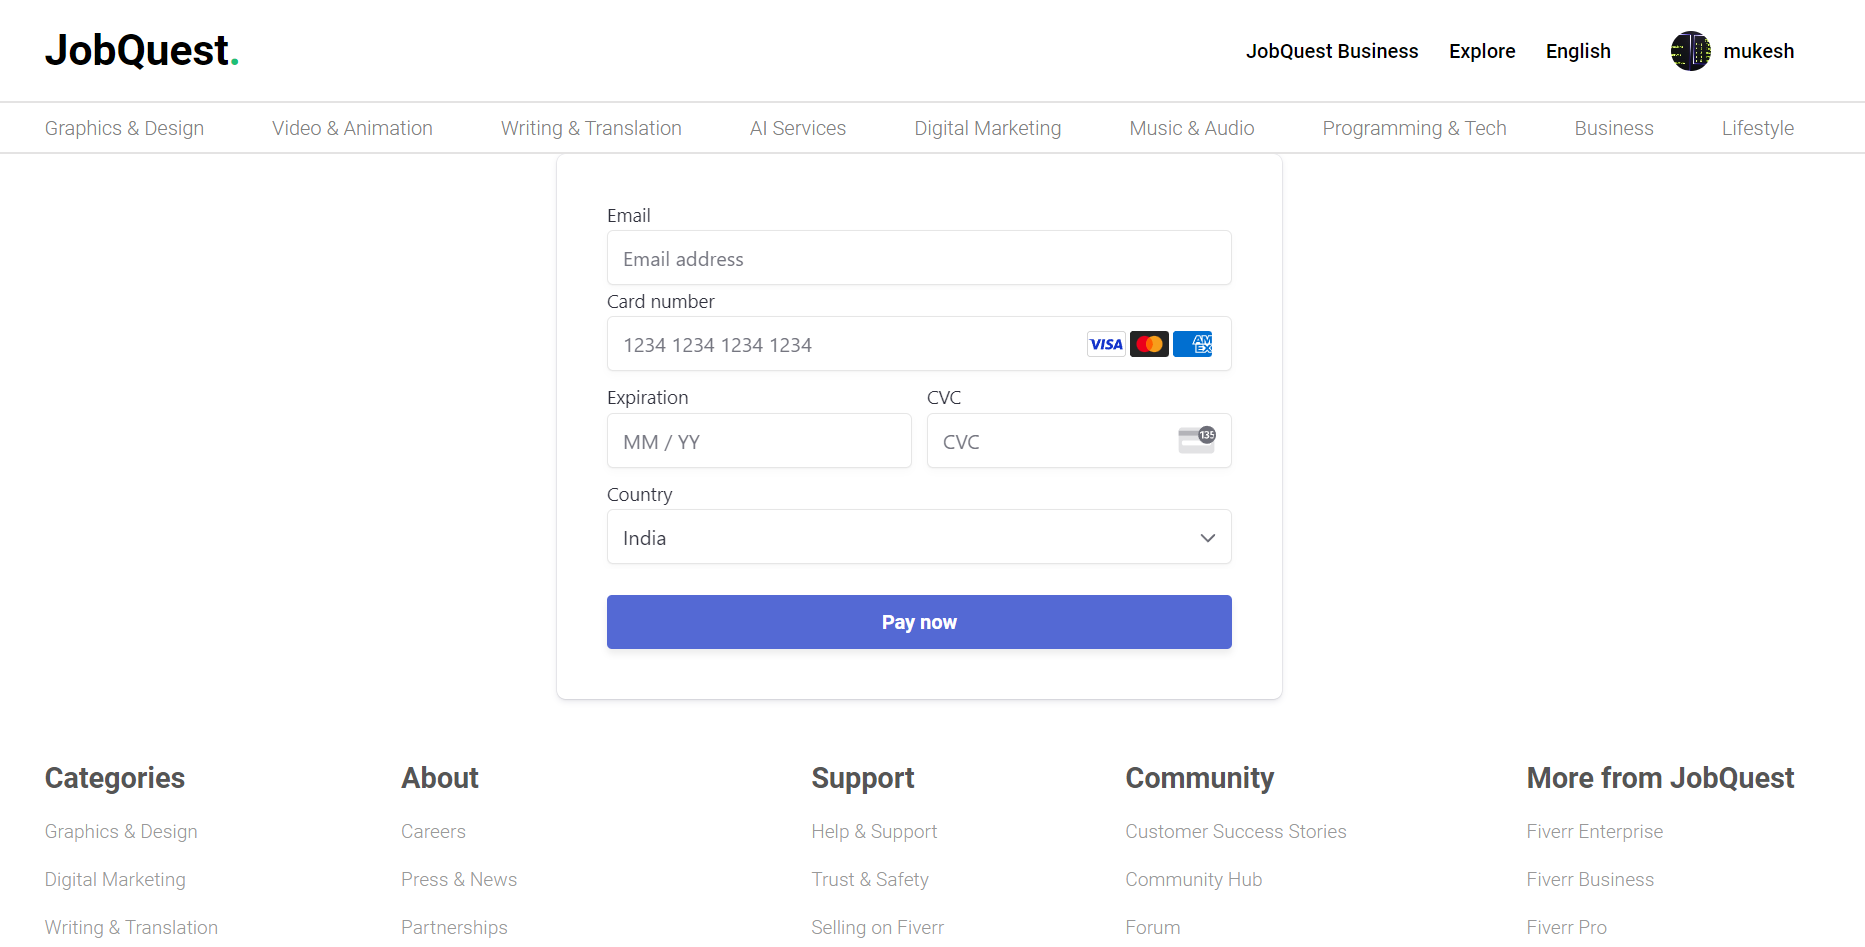 JobQuest.
JobQuest Business Explore English mukesh
Graphics & Design Video & Animation Writing & Translation AI Services Digital Marketing Music & Audio Programming & Tech Business Lifestyle
Email
Email address
Card number
1234 1234 1234 1234 VISA AM EX
Expiration CVC
MM / YY CVC 135
Country
India
Pay now
Categories About Support Community More from JobQuest
Graphics & Design Careers Help & Support Customer Success Stories Fiverr Enterprise
Digital Marketing Press & News Trust & Safety Community Hub Fiverr Business
Writing & Translation Partnerships Selling on Fiverr Forum Fiverr Pro